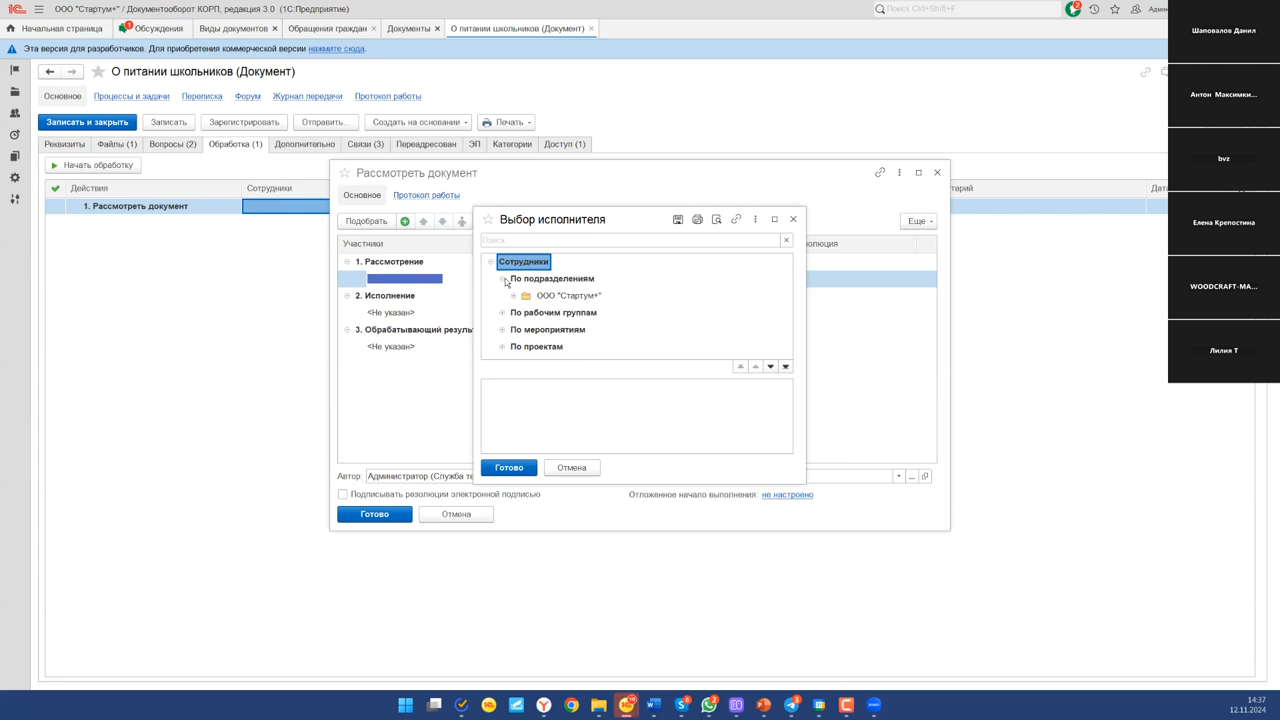 ООО "Стартум+" / Документооборот КОРП, редакция 3.0 (1С:Предприятие)
Поиск Ctrl+Shift+F
2
Начальная страница
1
Обсуждения
Виды документов ×
Обращения граждан ×
Документы ×
О питании школьников (Документ) ×
Эта версия для разработчиков. Для приобретения коммерческой версии нажмите сюда.
О питании школьников (Документ)
Основное Процессы и задачи Переписка Форум Журнал передачи Протокол работы
Записать и закрыть Записать Зарегистрировать Отправить... Создать на основании Печать
Реквизиты Файлы (1) Вопросы (2) Обработка (1) Дополнительно Связи (3) Переадресован ЭП Категории Доступ (1)
Начать обработку
Действия Сотрудники
1. Рассмотреть документ
Рассмотреть документ
Основное Протокол работы
Подобрать
Еще
Участники
1. Рассмотрение
2. Исполнение
<Не указан>
3. Обрабатывающий
<Не указан>
Автор: Администратор
Подписывать резолюции электронной подписью
Отложенное начало выполнения: не настроено
Готово Отмена
Выбор исполнителя
Поиск
Сотрудники
По подразделениям
ООО "Стартум+"
По рабочим группам
По мероприятиям
По проектам
Готово Отмена
Шаповалов Данил
Антон Максимки...
bvz
Елена Крепостина
WOODCRAFT-MA...
Лилия Т
14:37
12.11.2024